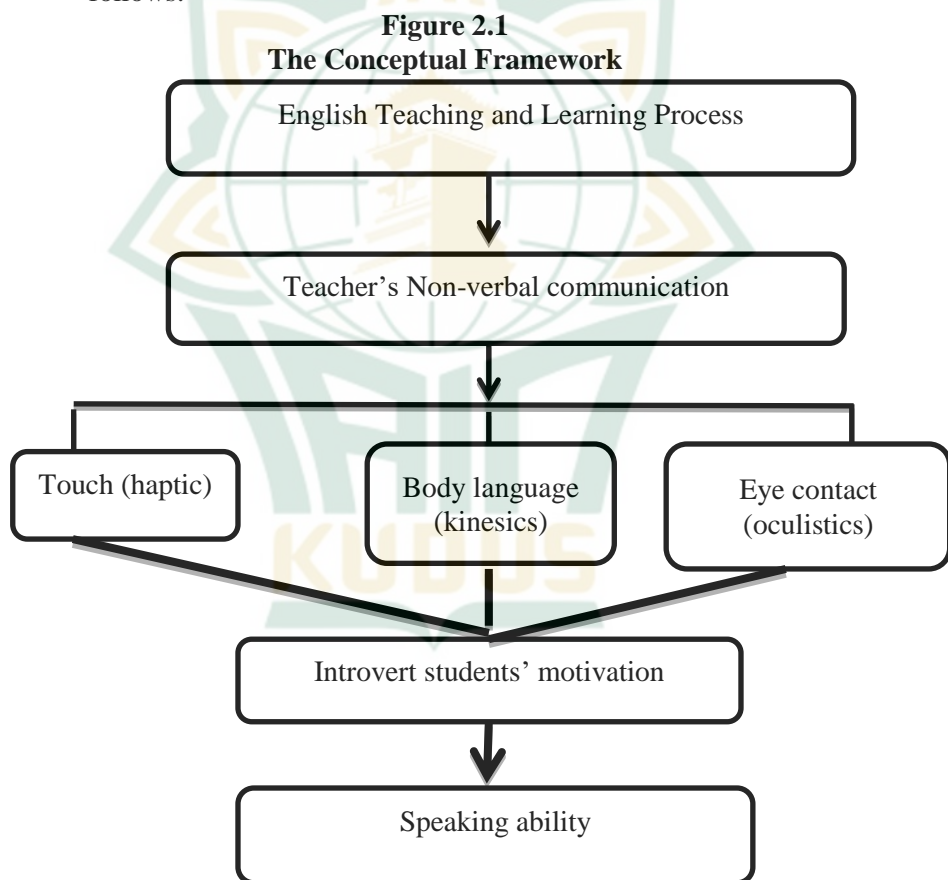 follows:
Figure 2.1
The Conceptual Framework
English Teaching and Learning Process
Teacher’s Non-verbal communication
Touch (haptic)
Body language
(kinesics)
Eye contact
(oculistics)
KUDUS
Introvert students’ motivation
Speaking ability